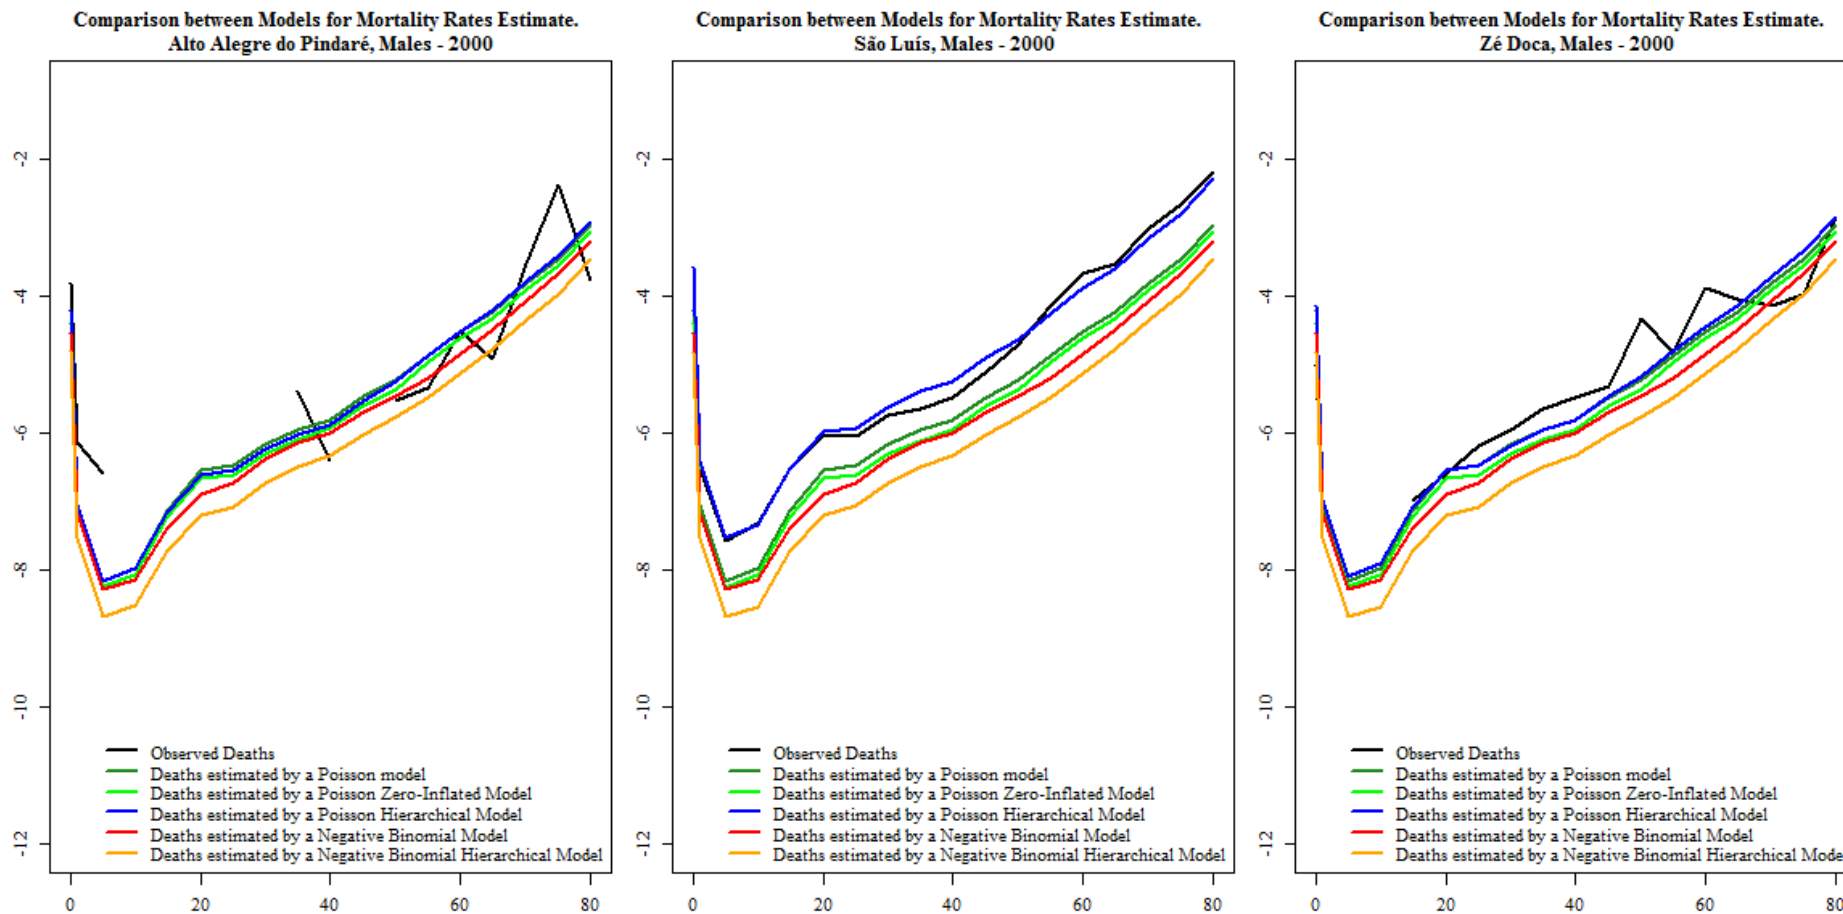 Comparison between Models for Mortality Rates Estimate.
Alto Alegre do Pindaré, Males - 2000
-2
-4
-6
-8
-10
-12
Observed Deaths
Deaths estimated by a Poisson model
Deaths estimated by a Poisson Zero-Inflated Model
Deaths estimated by a Poisson Hierarchical Model
Deaths estimated by a Negative Binomial Model
Deaths estimated by a Negative Binomial Hierarchical Model
0 20 40 60 80
Comparison between Models for Mortality Rates Estimate.
São Luís, Males - 2000
-2
-4
-6
-8
-10
-12
Observed Deaths
Deaths estimated by a Poisson model
Deaths estimated by a Poisson Zero-Inflated Model
Deaths estimated by a Poisson Hierarchical Model
Deaths estimated by a Negative Binomial Model
Deaths estimated by a Negative Binomial Hierarchical Model
0 20 40 60 80
Comparison between Models for Mortality Rates Estimate.
Zé Doca, Males - 2000
-2
-4
-6
-8
-10
-12
Observed Deaths
Deaths estimated by a Poisson model
Deaths estimated by a Poisson Zero-Inflated Model
Deaths estimated by a Poisson Hierarchical Model
Deaths estimated by a Negative Binomial Model
Deaths estimated by a Negative Binomial Hierarchical Mode
0 20 40 60 80